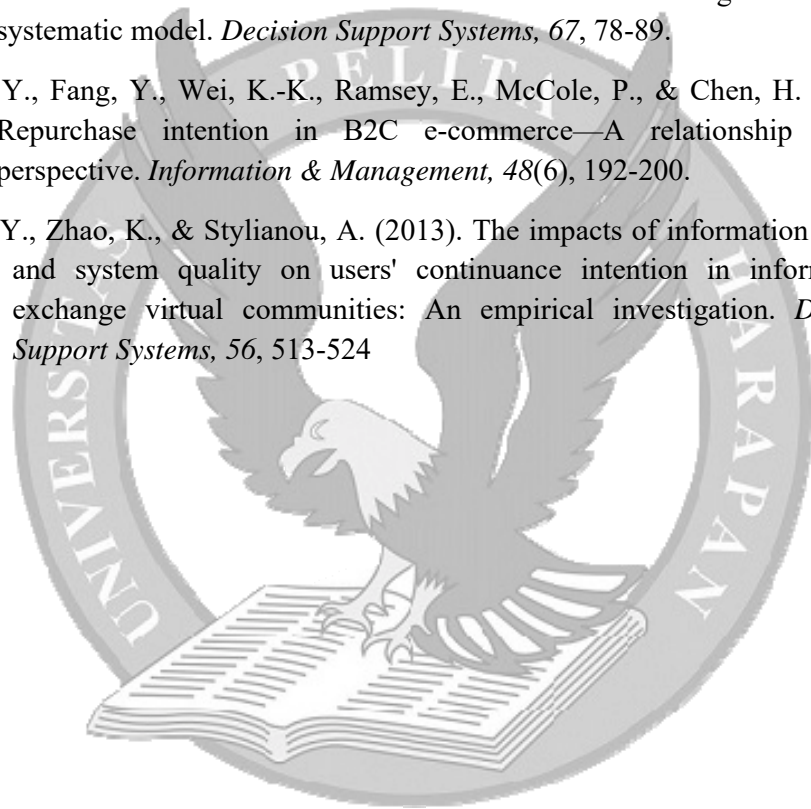 systematic model. Decision Support Systems, 67, 78-89.
Y., Fang, Y., Wei, K.-K., Ramsey, E., McCole, P., & Chen, H.
Repurchase intention in B2C e-commerce—A relationship
perspective. Information & Management, 48(6), 192-200.
Y., Zhao, K., & Stylianou, A. (2013). The impacts of information
and system quality on users' continuance intention in infor
exchange virtual communities: An empirical investigation. D
Support Systems, 56, 513-524
UNIVERSITAS
PELITA
HARAPAN